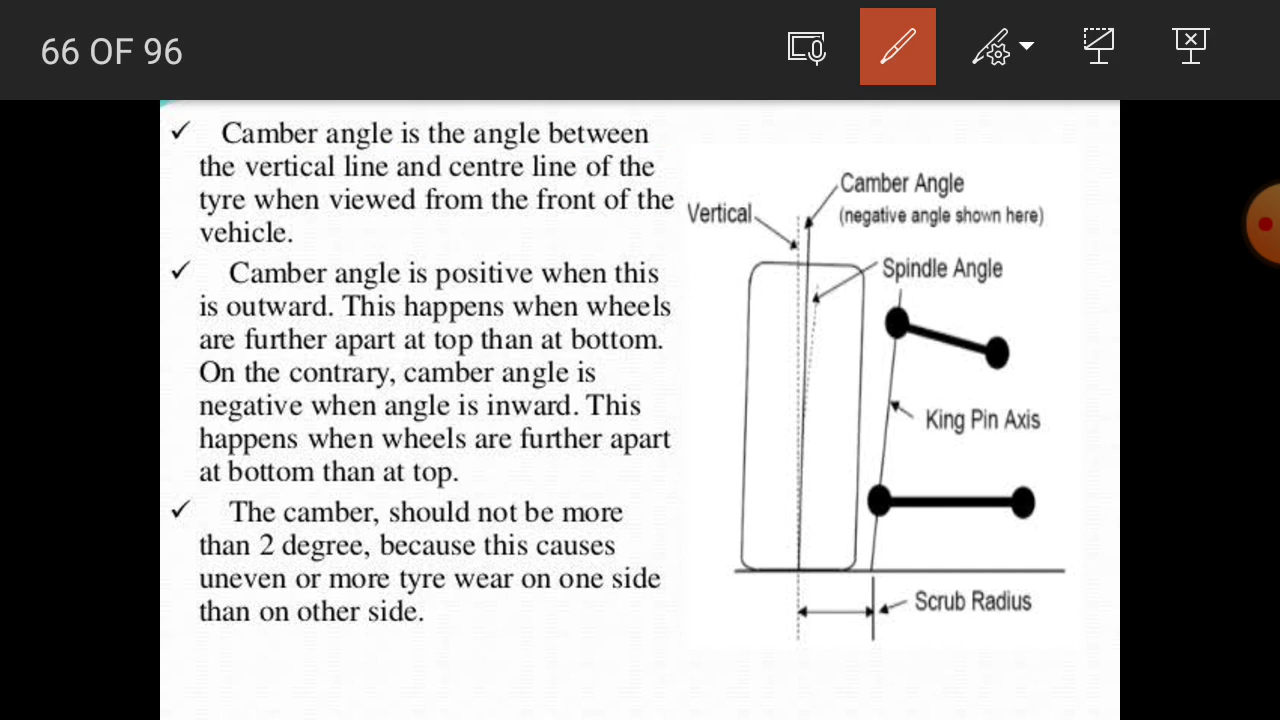 66 OF 96
✓ Camber angle is the angle between
the vertical line and centre line of the
tyre when viewed from the front of the
vehicle.
✓ Camber angle is positive when this
is outward. This happens when wheels
are further apart at top than at bottom.
On the contrary, camber angle is
negative when angle is inward. This
happens when wheels are further apart
at bottom than at top.
✓ The camber, should not be more
than 2 degree, because this causes
uneven or more tyre wear on one side
than on other side.
Camber Angle
(negative angle shown here)
Vertical
Spindle Angle
King Pin Axis
Scrub Radius